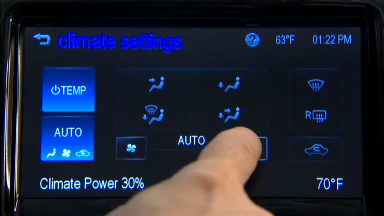 climate settings 63°F 01:22 PM
TEMP
R
AUTO
AUTO
Climate Power 30% 70°F